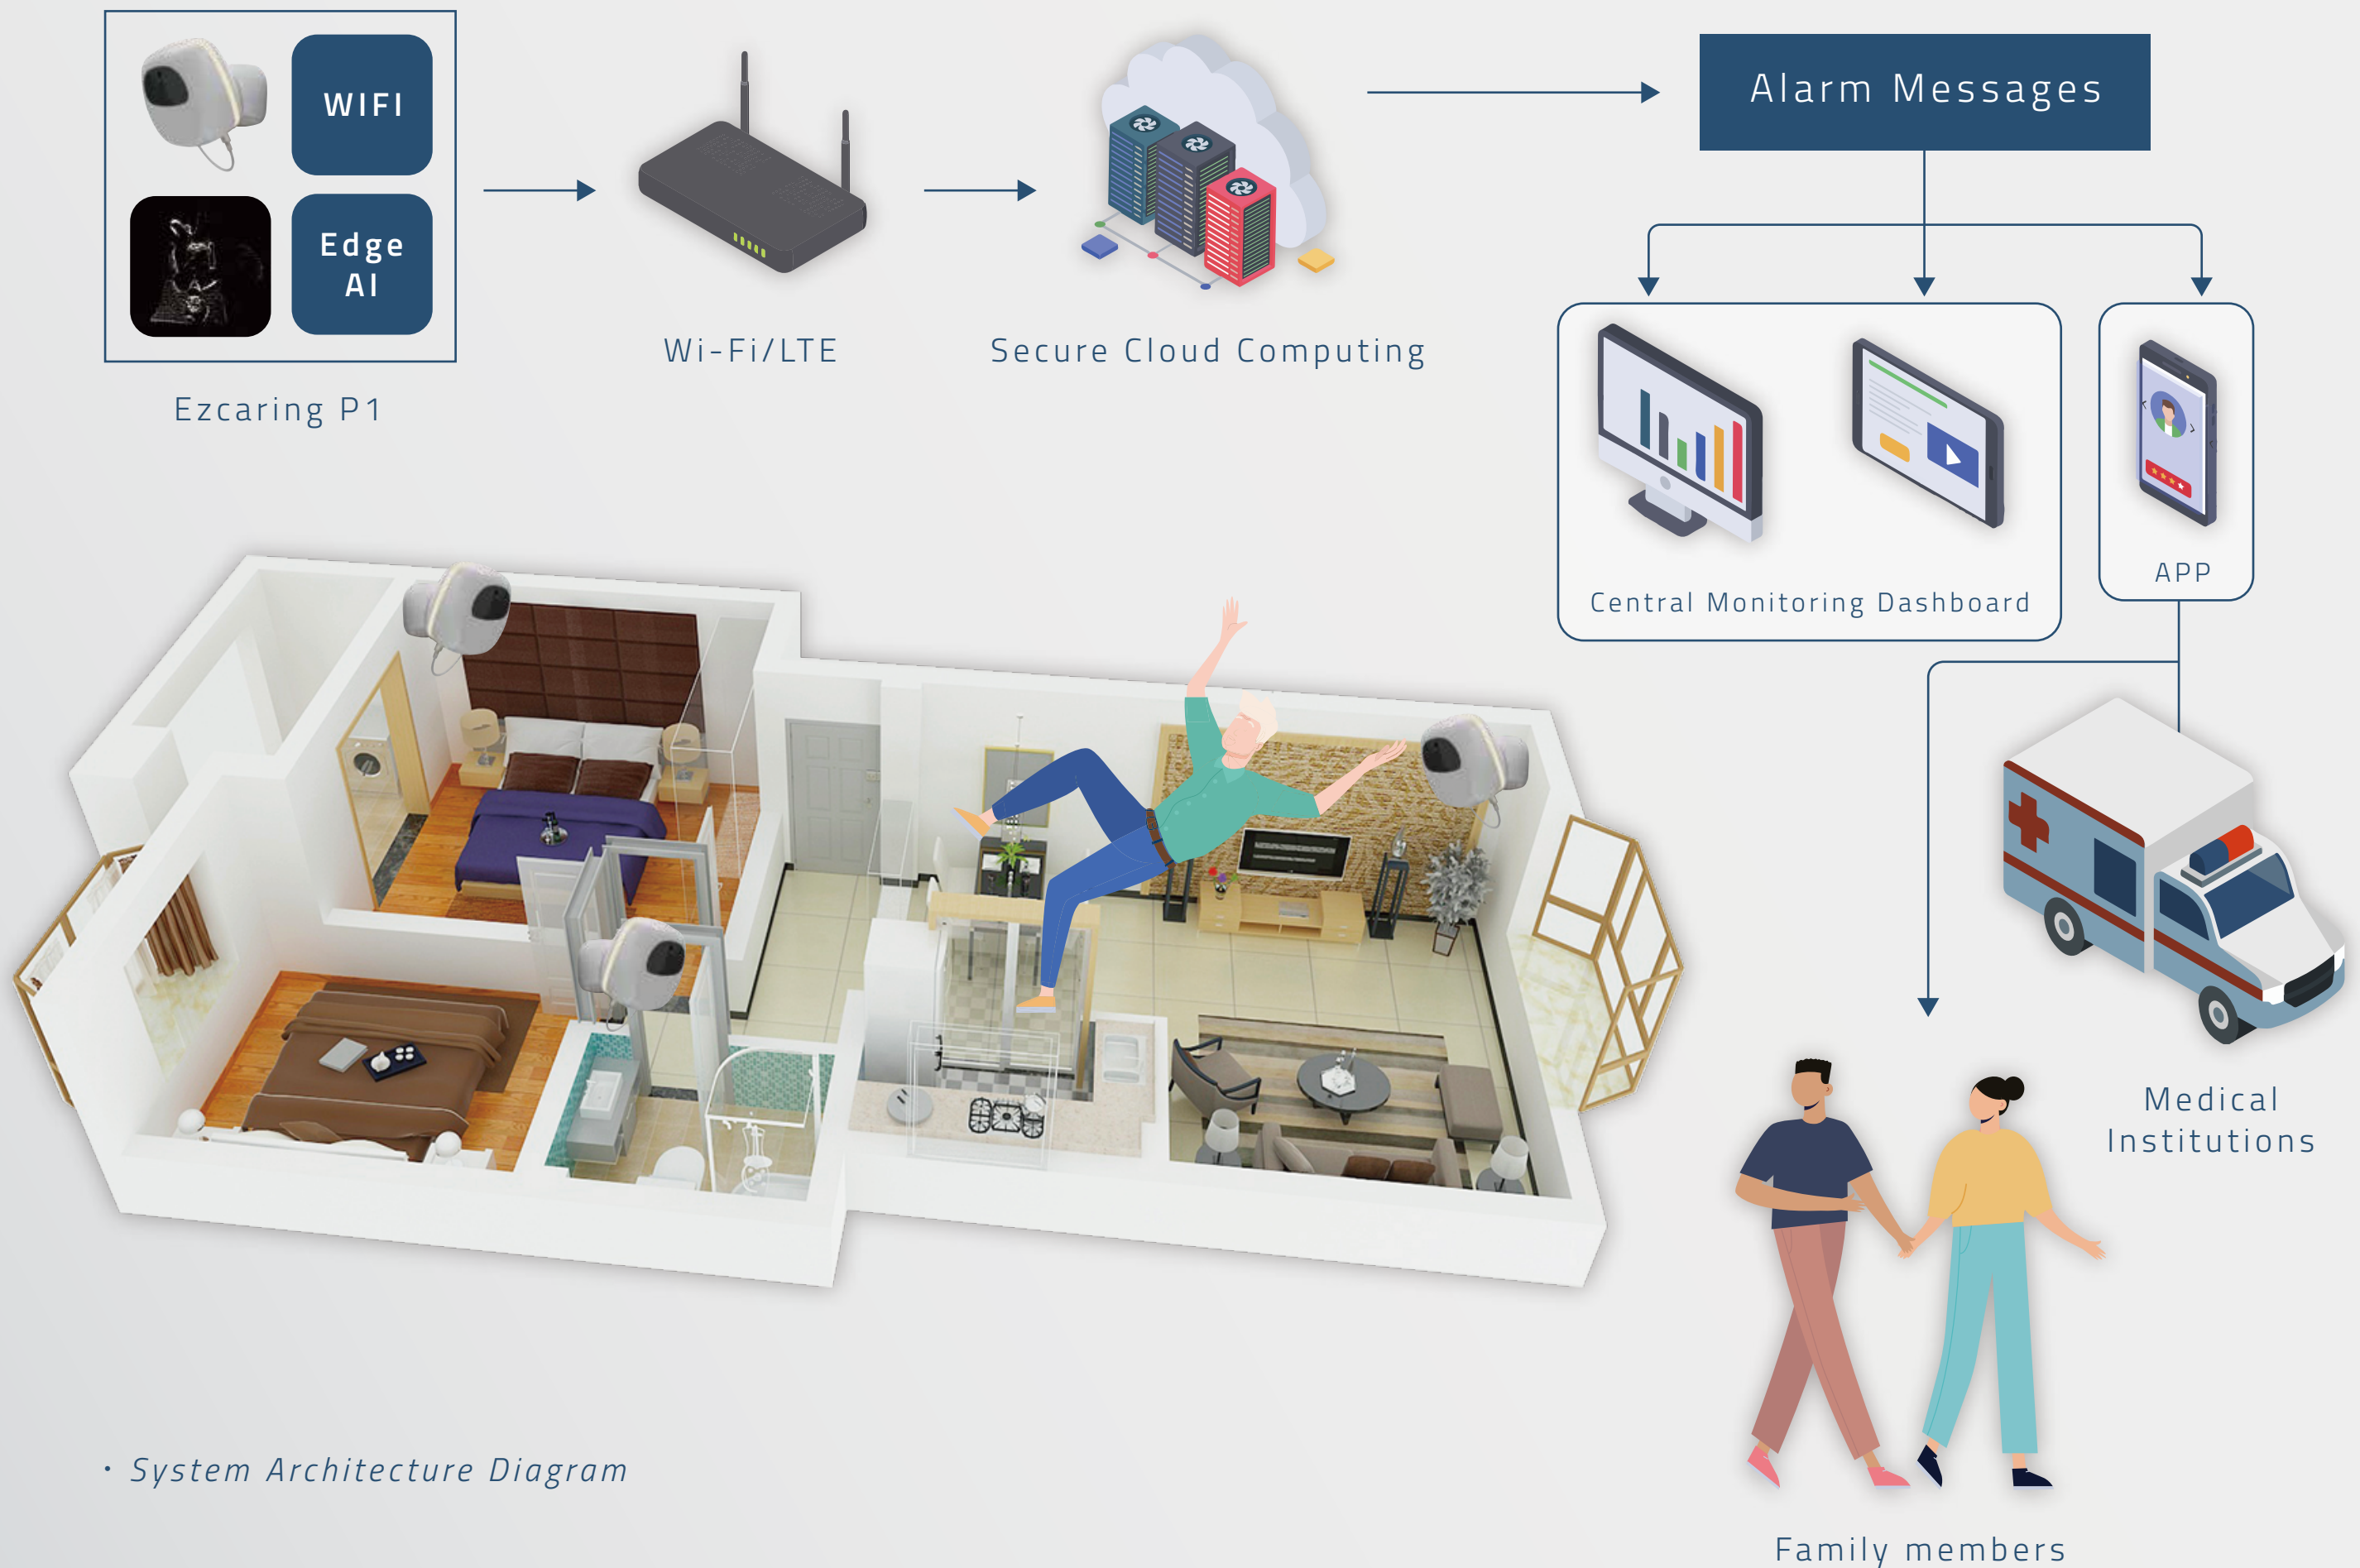 WIFI
Edge
AI
Ezcaring P1
Wi-Fi/LTE
Secure Cloud Computing
Alarm Messages
Central Monitoring Dashboard
APP
Medical
Institutions
Family members
· System Architecture Diagram